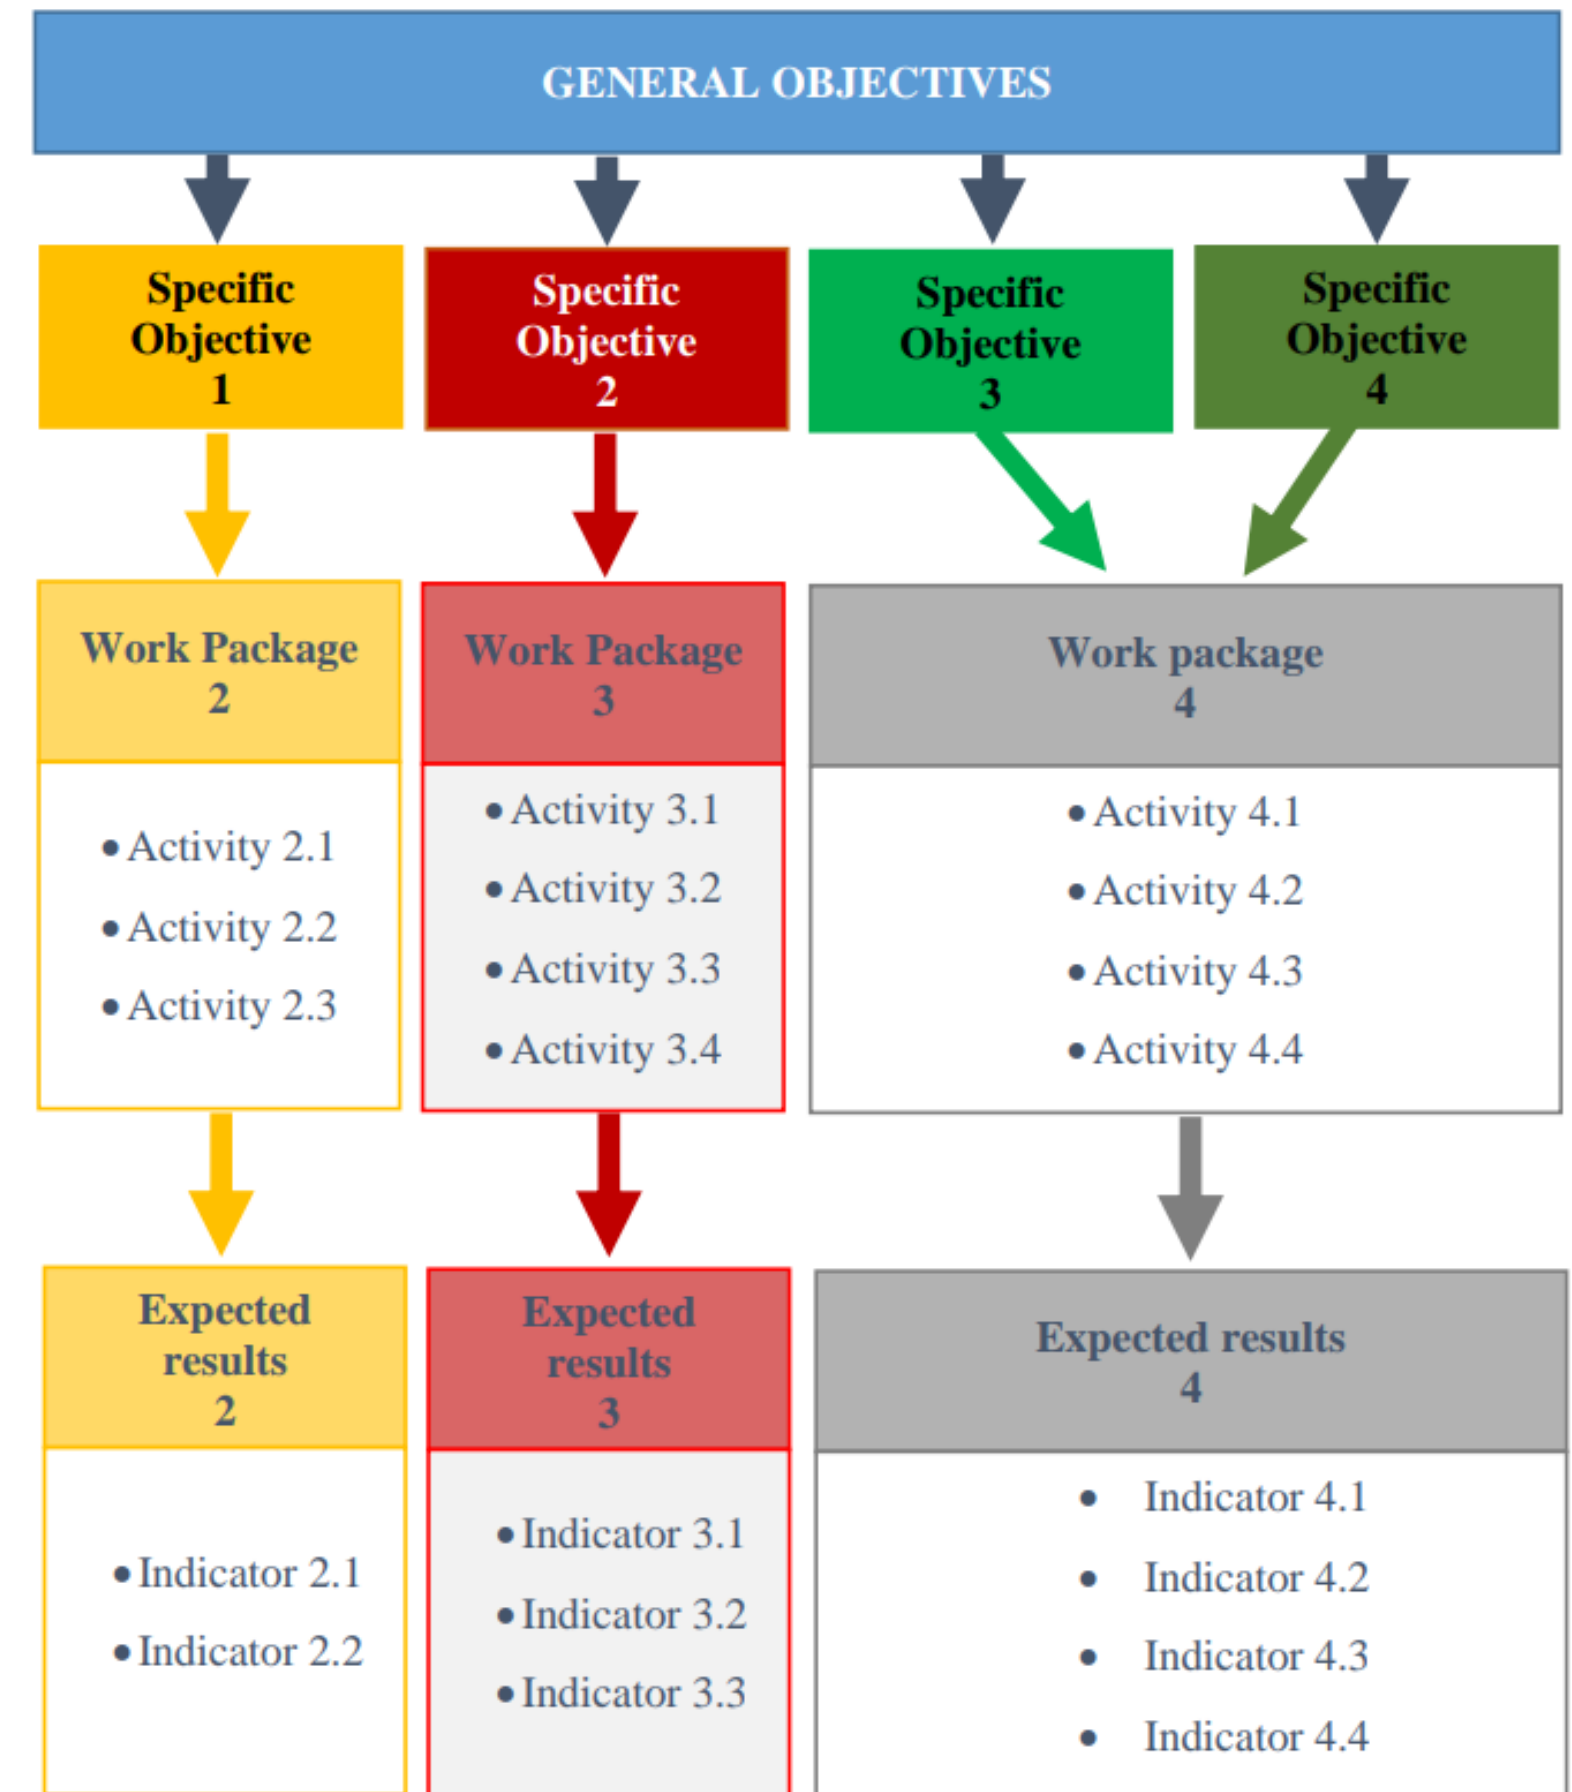 GENERAL OBJECTIVES
Specific
Objective
1
Specific
Objective
2
Specific
Objective
3
Specific
Objective
4
Work Package
2
• Activity 2.1
• Activity 2.2
• Activity 2.3
Work Package
3
• Activity 3.1
• Activity 3.2
• Activity 3.3
• Activity 3.4
Work package
4
• Activity 4.1
• Activity 4.2
• Activity 4.3
• Activity 4.4
Expected
results
2
• Indicator 2.1
• Indicator 2.2
Expected
results
3
• Indicator 3.1
• Indicator 3.2
• Indicator 3.3
Expected results
4
• Indicator 4.1
• Indicator 4.2
• Indicator 4.3
• Indicator 4.4